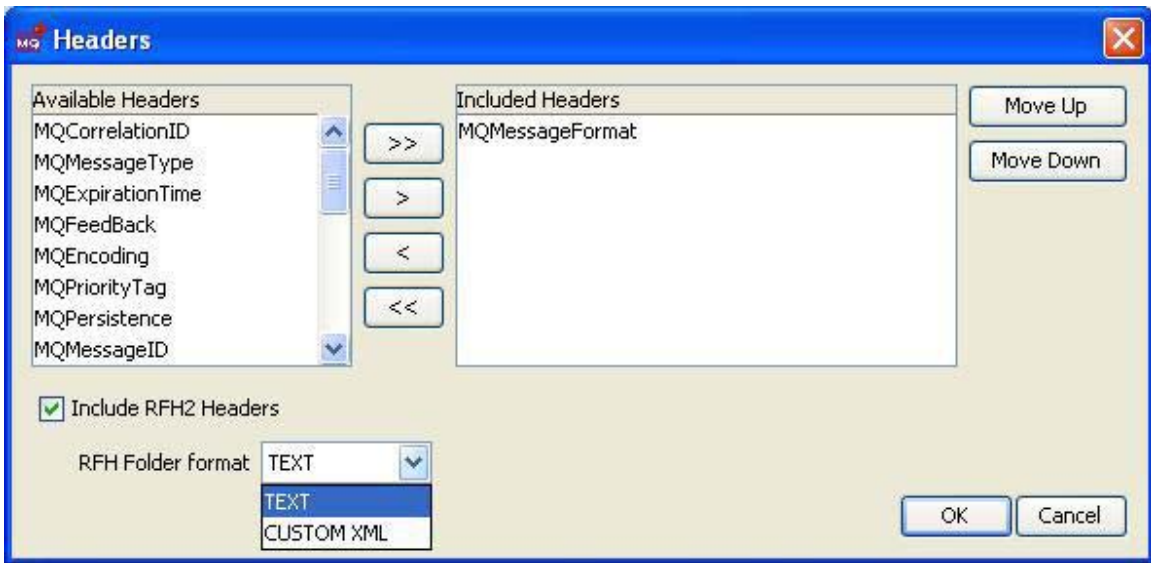 MQ Headers
Available Headers
MQCorrelationID
MQMessageType
MQExpirationTime
MQFeedBack
MQEncoding
MQPriorityTag
MQPersistence
MQMessageID
>>
>
<
<<
Included Headers
MQMessageFormat
Move Up
Move Down
Include RFH2 Headers
RFH Folder format TEXT
TEXT
CUSTOM XML
OK Cancel